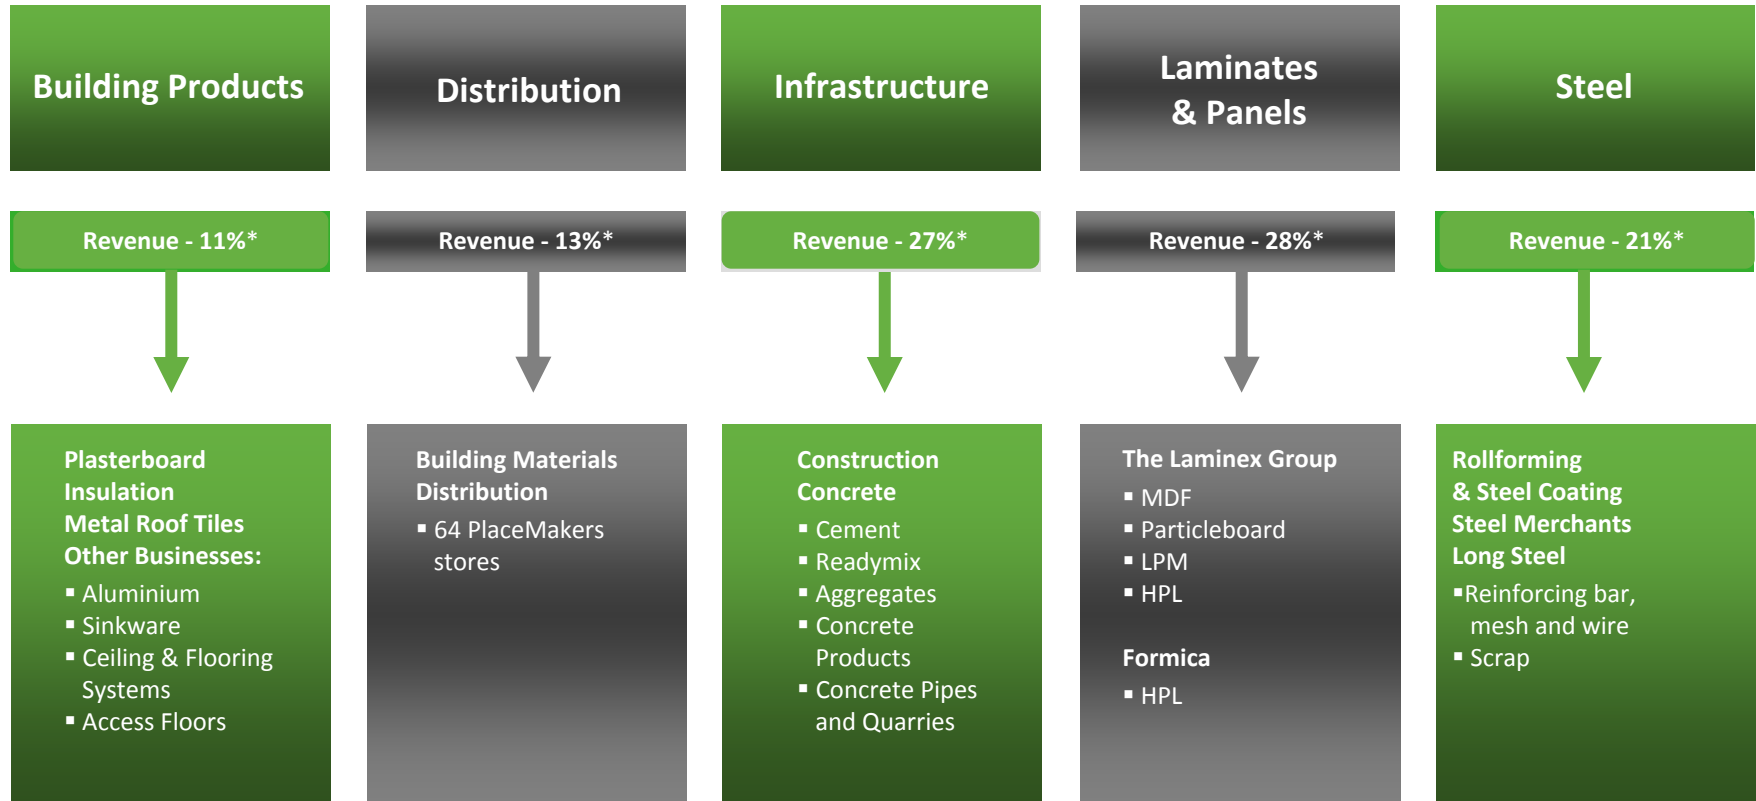 Building Products
Distribution
Infrastructure
Laminates
& Panels
Steel
Revenue - 11%*
Revenue - 13%*
Revenue - 27%*
Revenue - 28%*
Revenue - 21%*
Plasterboard
Insulation
Metal Roof Tiles
Other Businesses:
▪ Aluminium
▪ Sinkware
▪ Ceiling & Flooring
Systems
▪ Access Floors
Building Materials
Distribution
▪ 64 PlaceMakers
stores
Construction
Concrete
▪ Cement
▪ Readymix
▪ Aggregates
▪ Concrete
Products
▪ Concrete Pipes
and Quarries
The Laminex Group
▪ MDF
▪ Particleboard
▪ LPM
▪ HPL
Formica
▪ HPL
Rollforming
& Steel Coating
Steel Merchants
Long Steel
▪Reinforcing bar,
mesh and wire
▪ Scrap